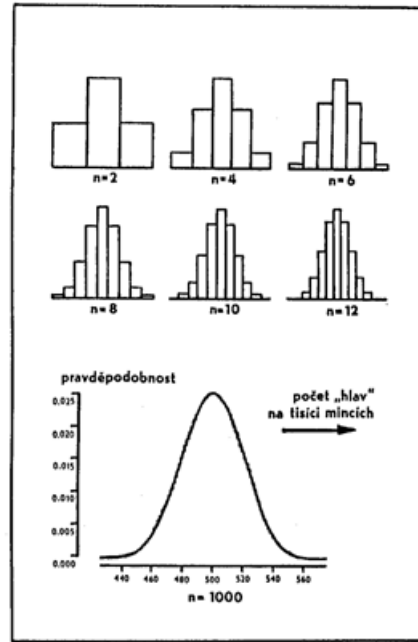 n=2 n=4 n=6
n=8 n=10 n=12
pravděpodobnost
počet „hlav“
na tisíci mincích
0,025
0,020
0,015
0,010
0,005
0.000
440 460 480 500 520 540 560
n= 1000